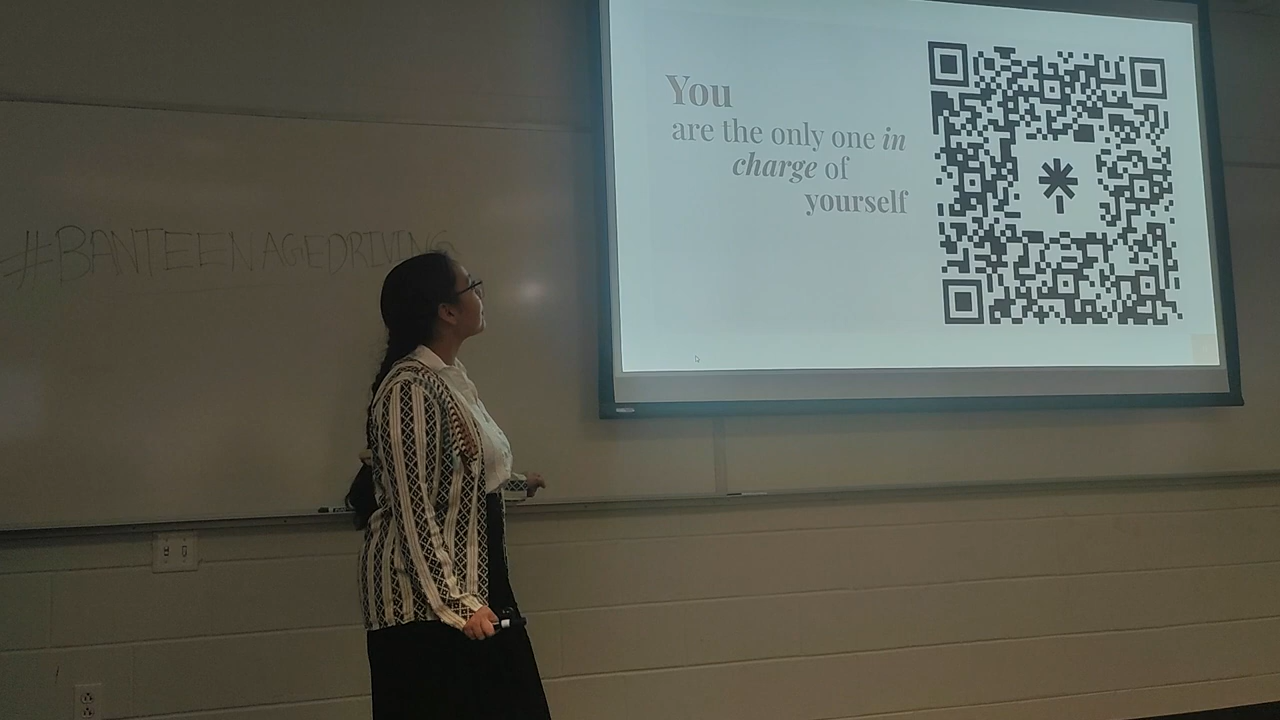 #BANTEENAGEDRIVING
You
are the only one in
charge of
yourself